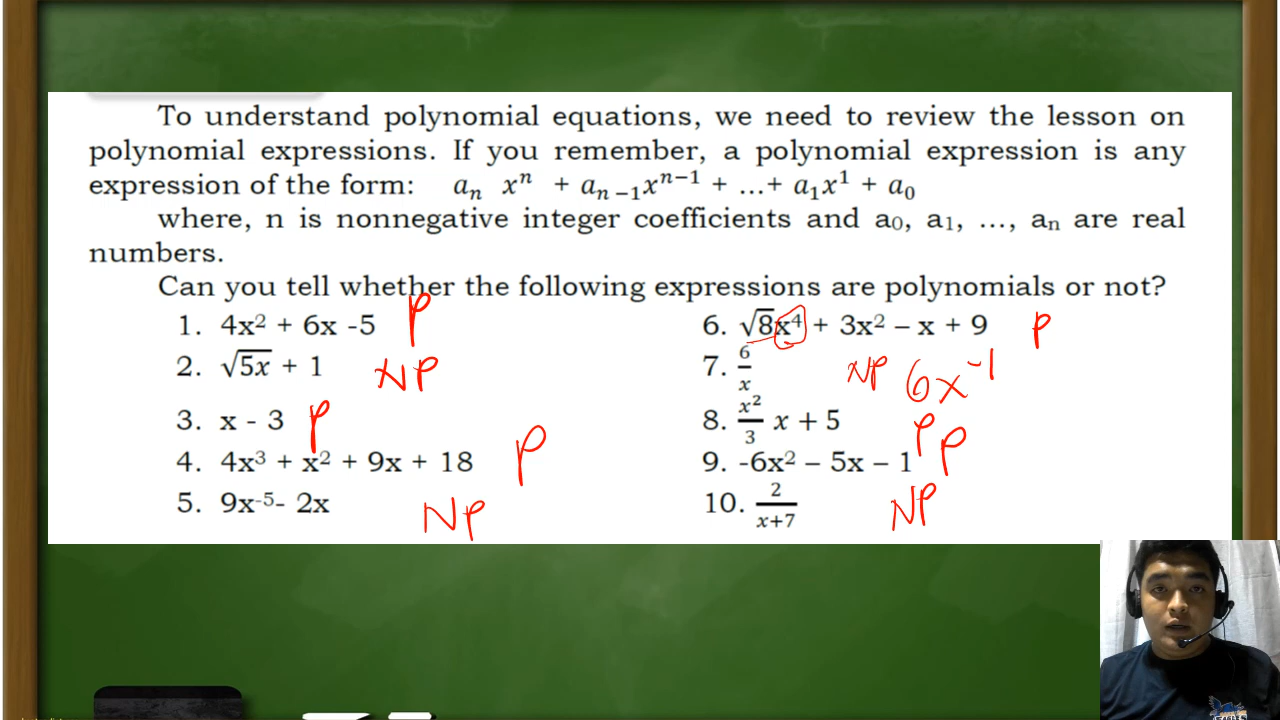 To understand polynomial equations, we need to review the lesson on
polynomial expressions. If you remember, a polynomial expression is any
expression of the form: aₙ xⁿ + aₙ₋₁xⁿ⁻¹ + ...+ a₁x¹ + a₀
where, n is nonnegative integer coefficients and a₀, a₁, ..., aₙ are real
numbers.
Can you tell whether the following expressions are polynomials or not?
1. 4x² + 6x -5 P
2. √5x + 1 NP
3. x - 3 P
4. 4x³ + x² + 9x + 18 P
5. 9x⁻⁵- 2x NP
6. √8x⁴ + 3x² – x + 9 P
7. 6/x NP 6x⁻¹
8. x²/3 x + 5 P
9. -6x² – 5x – 1 P
10. 2/x+7 NP